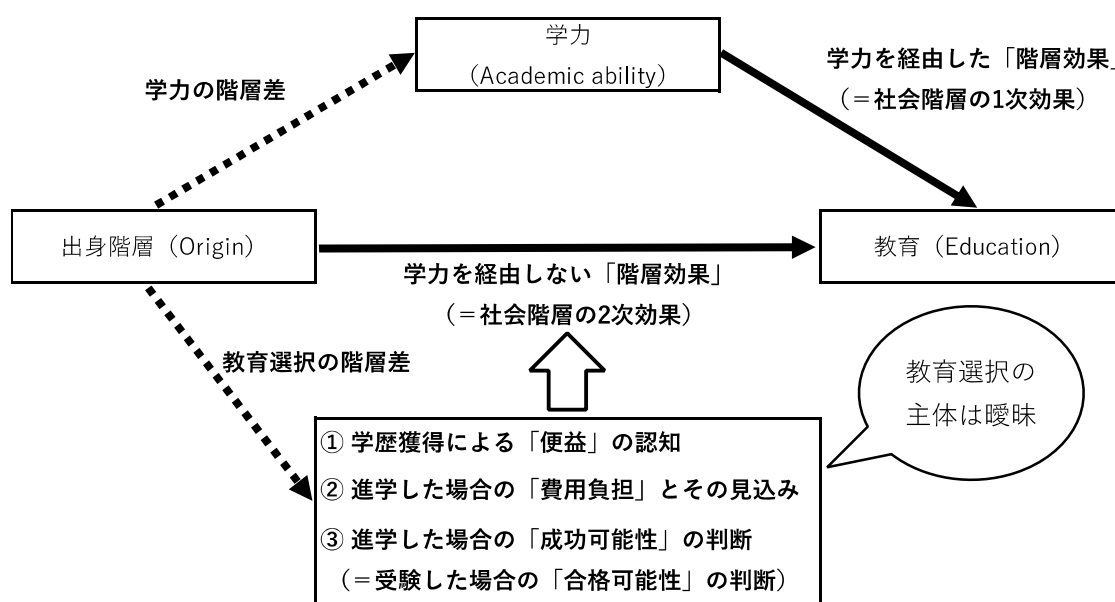 学力
（Academic ability）
学力を経由した「階層効果」
（＝社会階層の1次効果）
学力の階層差
出身階層（Origin）
教育（Education）
学力を経由しない「階層効果」
（＝社会階層の2次効果）
教育選択の階層差
教育選択の
主体は曖昧
① 学歴獲得による「便益」の認知
② 進学した場合の「費用負担」とその見込み
③ 進学した場合の「成功可能性」の判断
（＝受験した場合の「合格可能性」の判断）